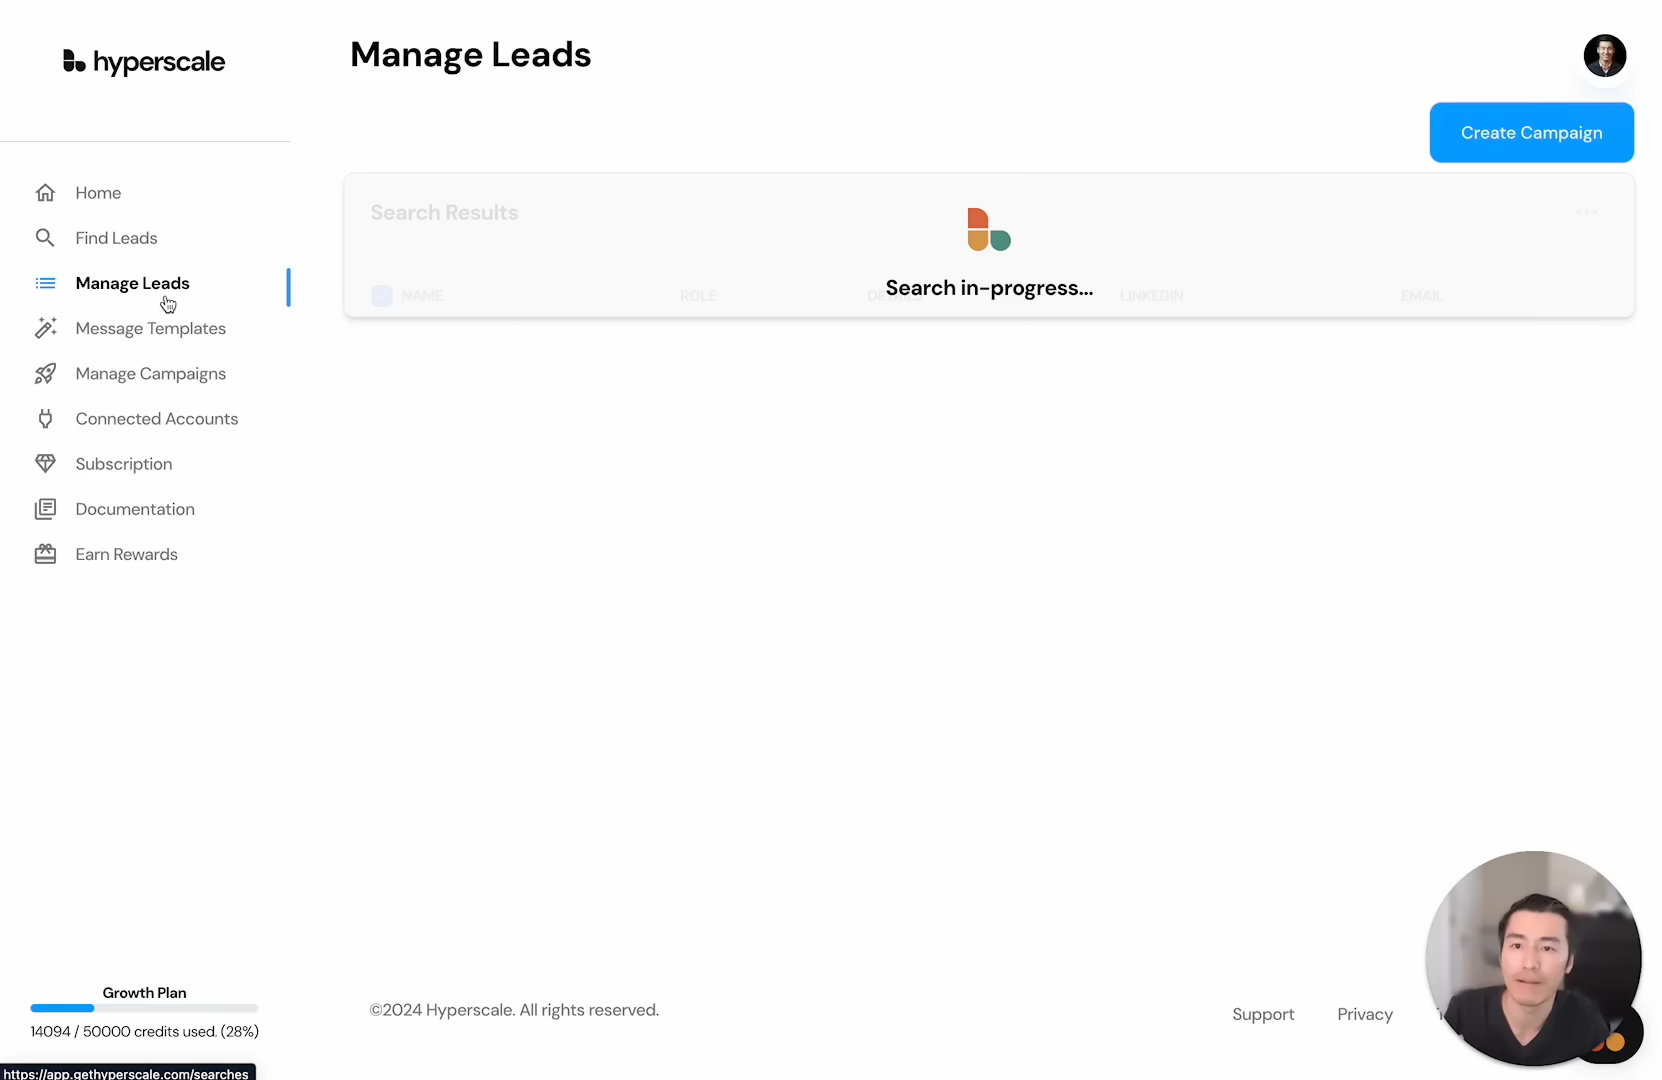 hyperscale
Manage Leads
Create Campaign
Home
Find Leads
Manage Leads
Message Templates
Manage Campaigns
Connected Accounts
Subscription
Documentation
Earn Rewards
Search Results
Search in-progress...
NAME
ROLE
LINKEDIN
EMAIL
Growth Plan
14094 / 50000 credits used. (28%)
©2024 Hyperscale. All rights reserved.
Support
Privacy
https://app.gethyperscale.com/searches